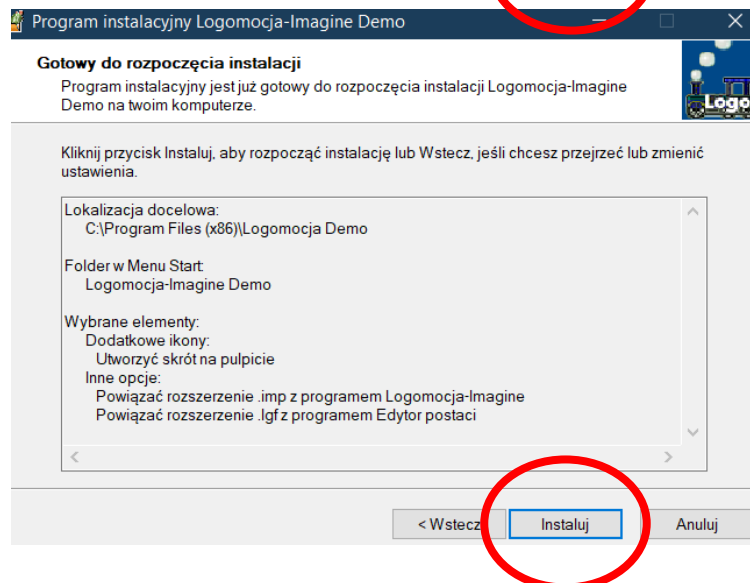 Program instalacyjny Logomocja-Imagine Demo
Gotowy do rozpoczęcia instalacji
Program instalacyjny jest już gotowy do rozpoczęcia instalacji Logomocja-Imagine
Demo na twoim komputerze.
Logo
Kliknij przycisk Instaluj, aby rozpocząć instalację lub Wstecz, jeśli chcesz przejrzeć lub zmienić
ustawienia.
Lokalizacja docelowa:
C:\Program Files (x86)\Logomocja Demo
Folder w Menu Start:
Logomocja-Imagine Demo
Wybrane elementy:
Dodatkowe ikony:
Utworzyć skrót na pulpicie
Inne opcje:
Powiązać rozszerzenie .imp z programem Logomocja-Imagine
Powiązać rozszerzenie .lgf z programem Edytor postaci
< Wstecz
Instaluj
Anuluj